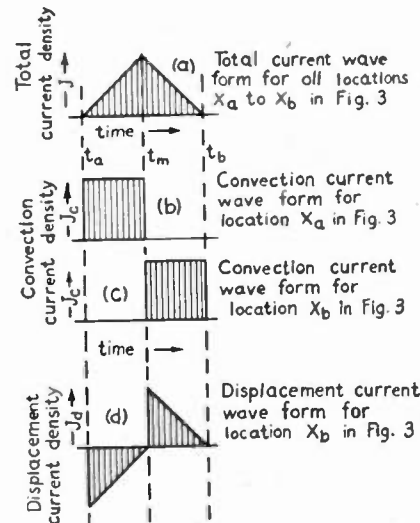 Total
current density
-J
(a)
Total current wave
form for all locations
Xa to Xb in Fig. 3
time
ta
tm
tb
Convection
current density
-Jc
(b)
Convection current
wave form for
location Xa in Fig. 3
-Jc
(c)
Convection current
wave form for
location Xb in Fig. 3
time
Displacement
current density
-Jd
(d)
Displacement current
wave form for
location Xb in Fig. 3